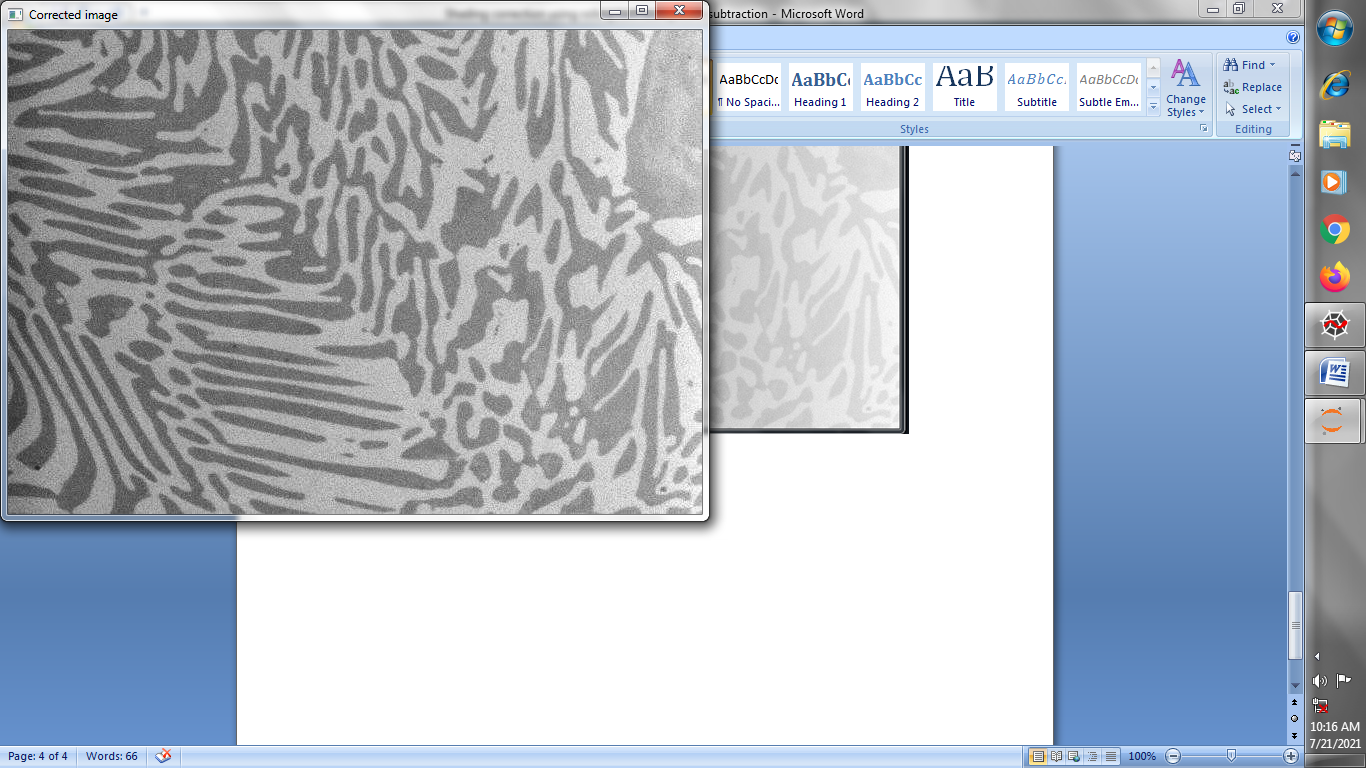 Corrected image
subtraction - Microsoft Word
AaBbCcDc AaBbCc AaBbCc AaB AaBbCc. AaBbCcDc
¶ No Spaci... Heading 1 Heading 2 Title Subtitle Subtle Em...
Change
Styles
Find
Replace
Select
Styles
Editing
Page: 4 of 4 Words: 66
100%
10:16 AM
7/21/2021